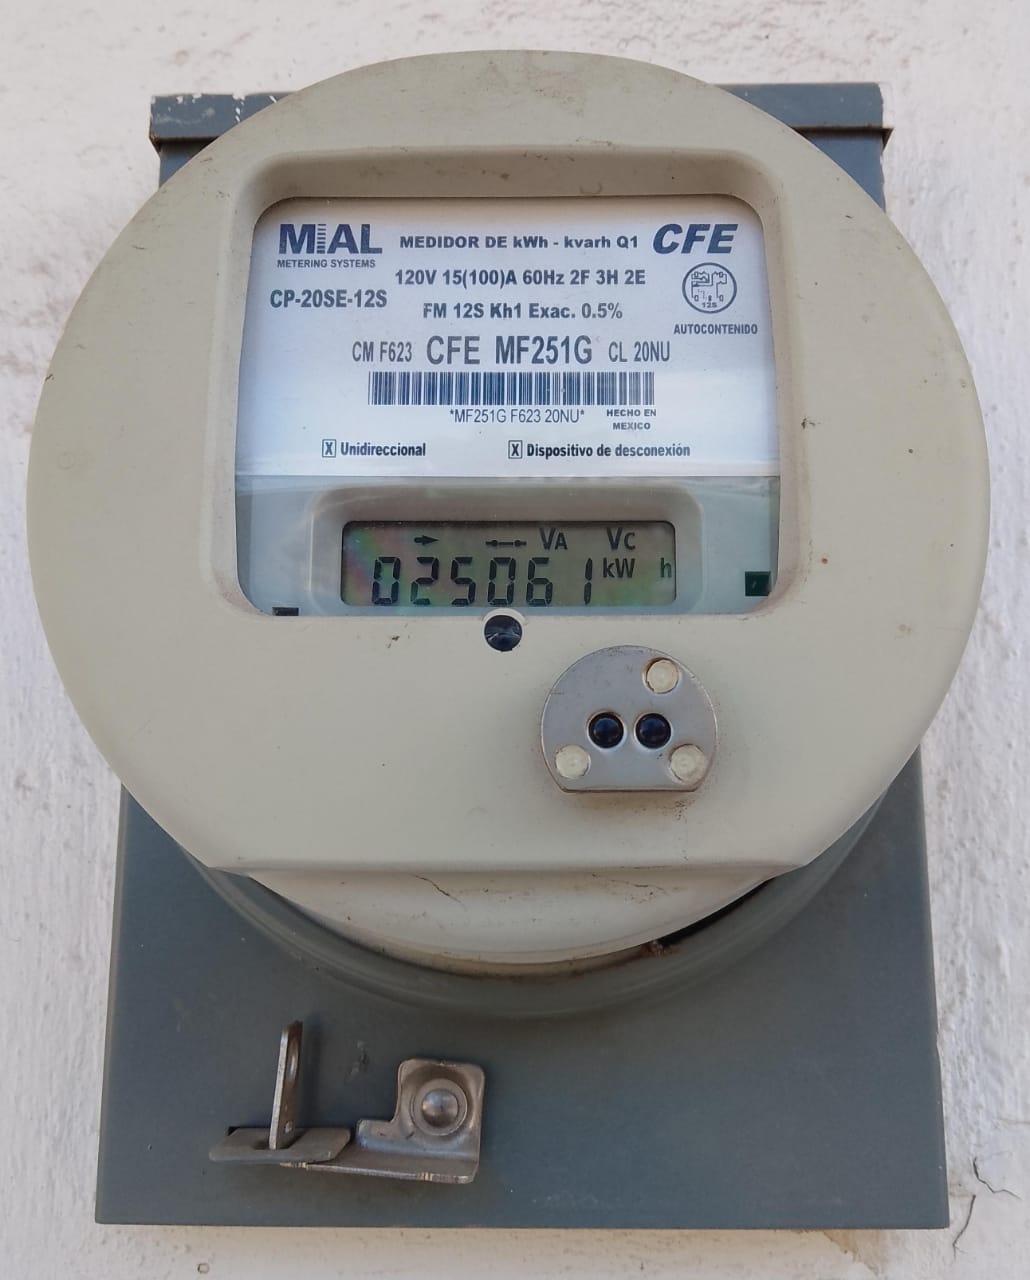 MIAL
METERING SYSTEMS
MEDIDOR DE kWh - kvarh Q1
CFE
120V 15(100)A 60Hz 2F 3H 2E
CP-20SE-12S
FM 12S Kh1 Exac. 0.5%
12S
AUTOCONTENIDO
CM F623 CFE MF251G CL 20NU
*MF251G F623 20NU*
HECHO EN
MEXICO
X Unidireccional
X Dispositivo de desconexión
VA VC
025061 kW h